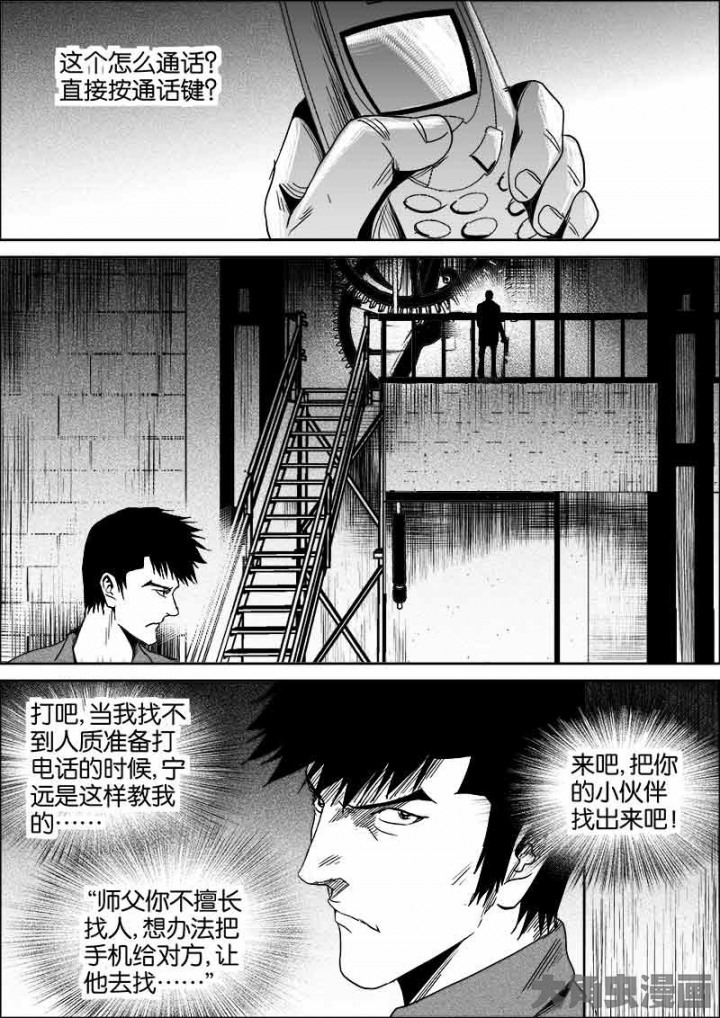 这个怎么通话?
直接按通话键?
打吧,当我找不
到人质准备打
电话的时候,宁
远是这样教我
的……
“师父你不擅长
找人,想办法把
手机给对方,让
他去找……”
来吧,把你
的小伙伴
找出来吧!
大角虫漫画